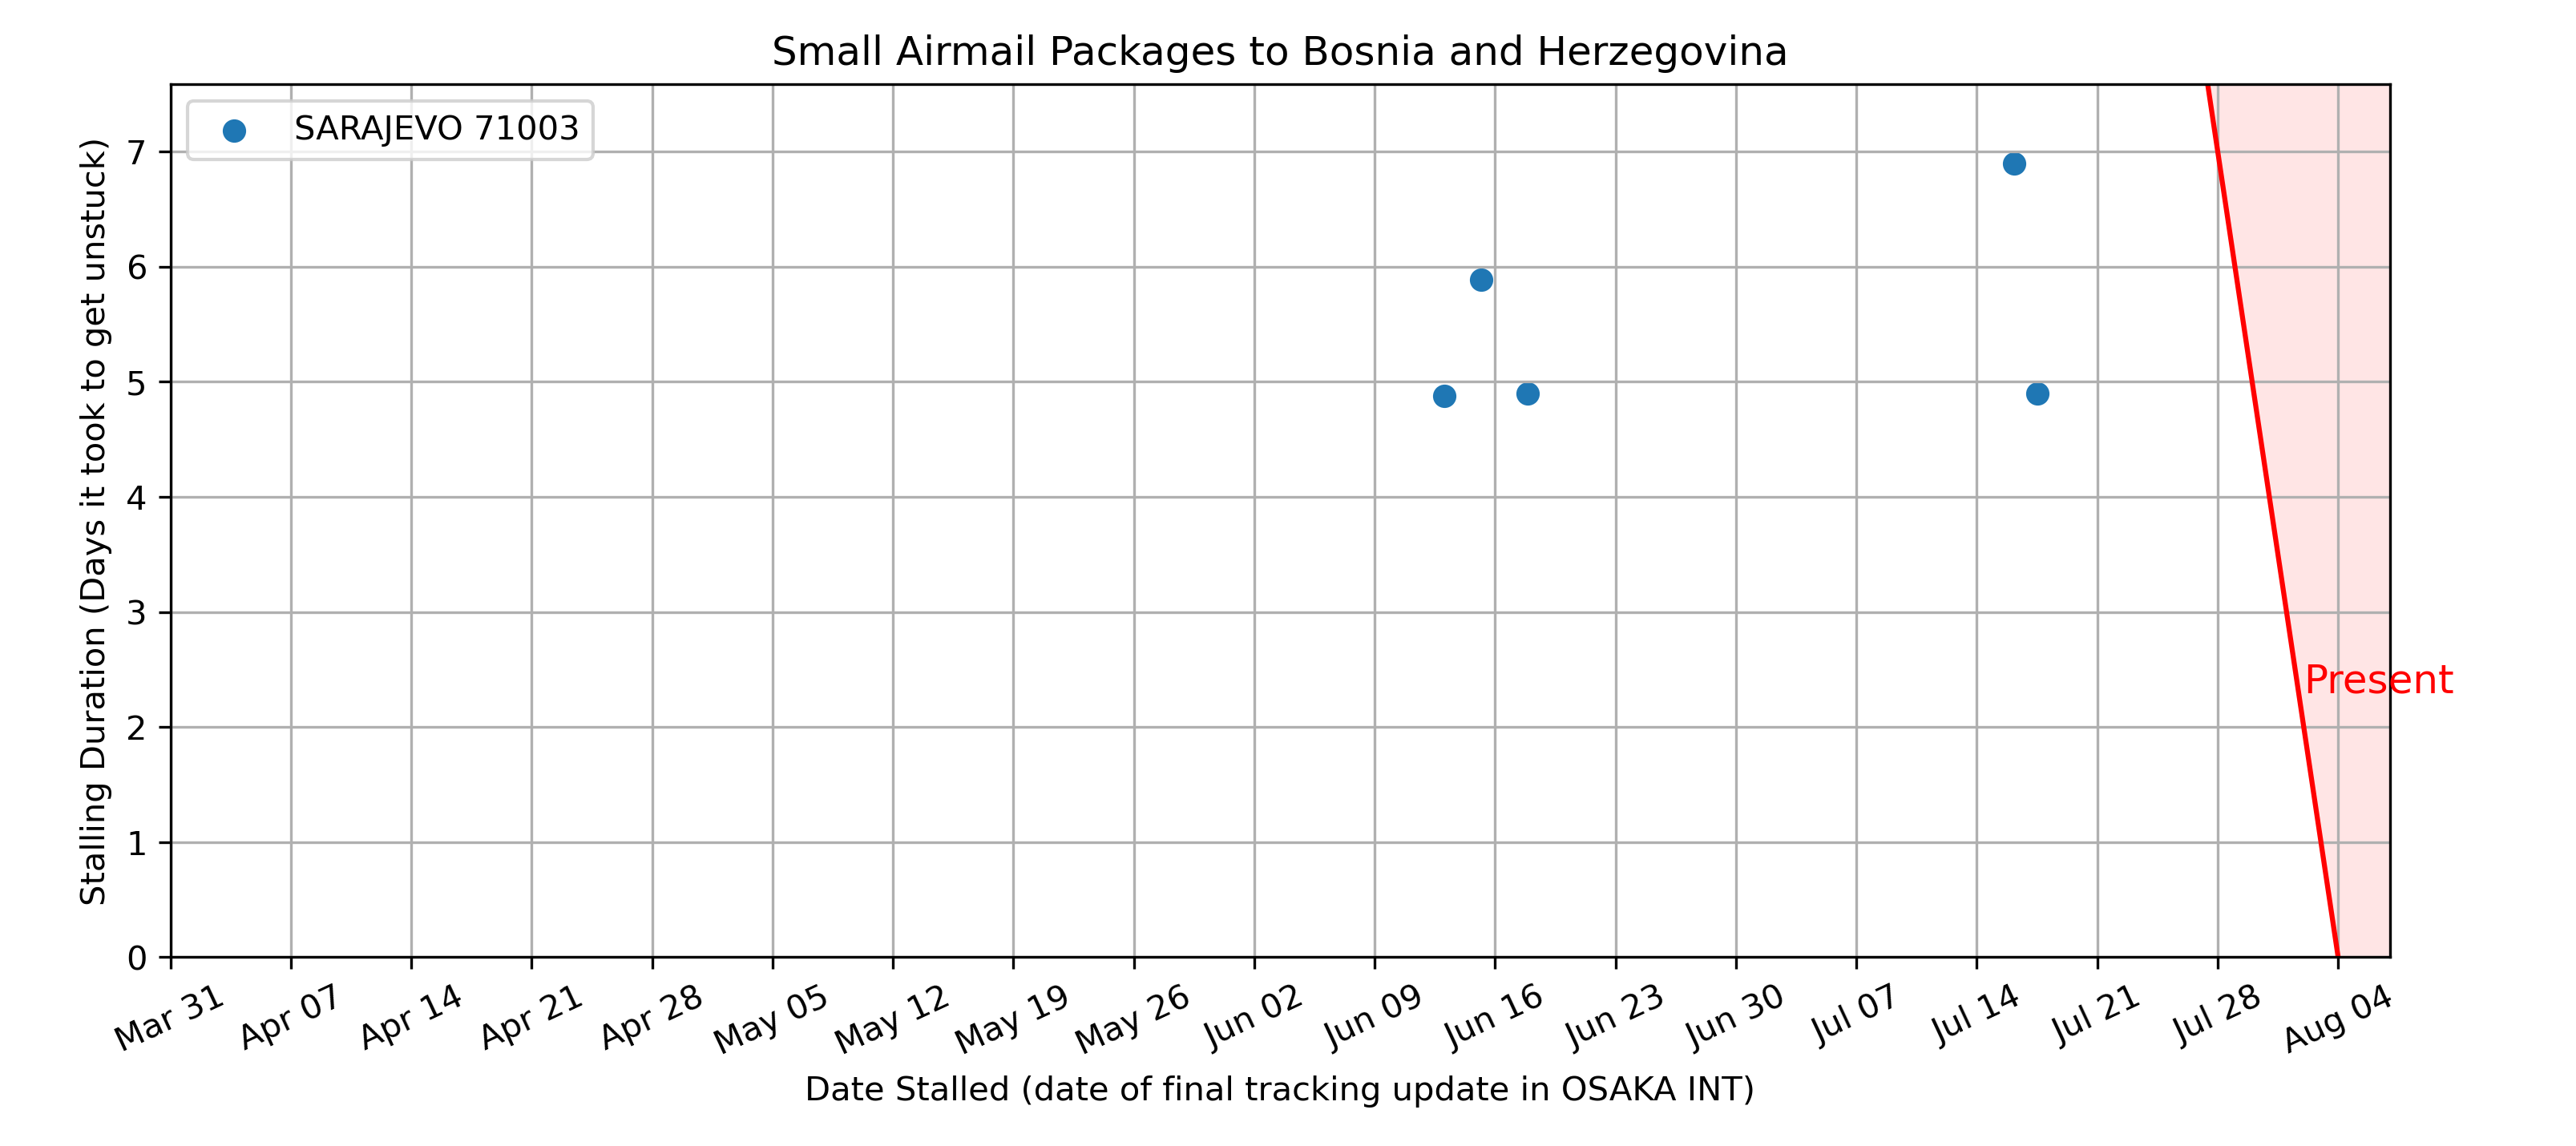 Small Airmail Packages to Bosnia and Herzegovina
SARAJEVO 71003
Stalling Duration (Days it took to get unstuck)
7
6
5
4
3
2
1
0
Present
Mar 31
Apr 07
Apr 14
Apr 21
Apr 28
May 05
May 12
May 19
May 26
Jun 02
Jun 09
Jun 16
Jun 23
Jun 30
Jul 07
Jul 14
Jul 21
Jul 28
Aug 04
Date Stalled (date of final tracking update in OSAKA INT)